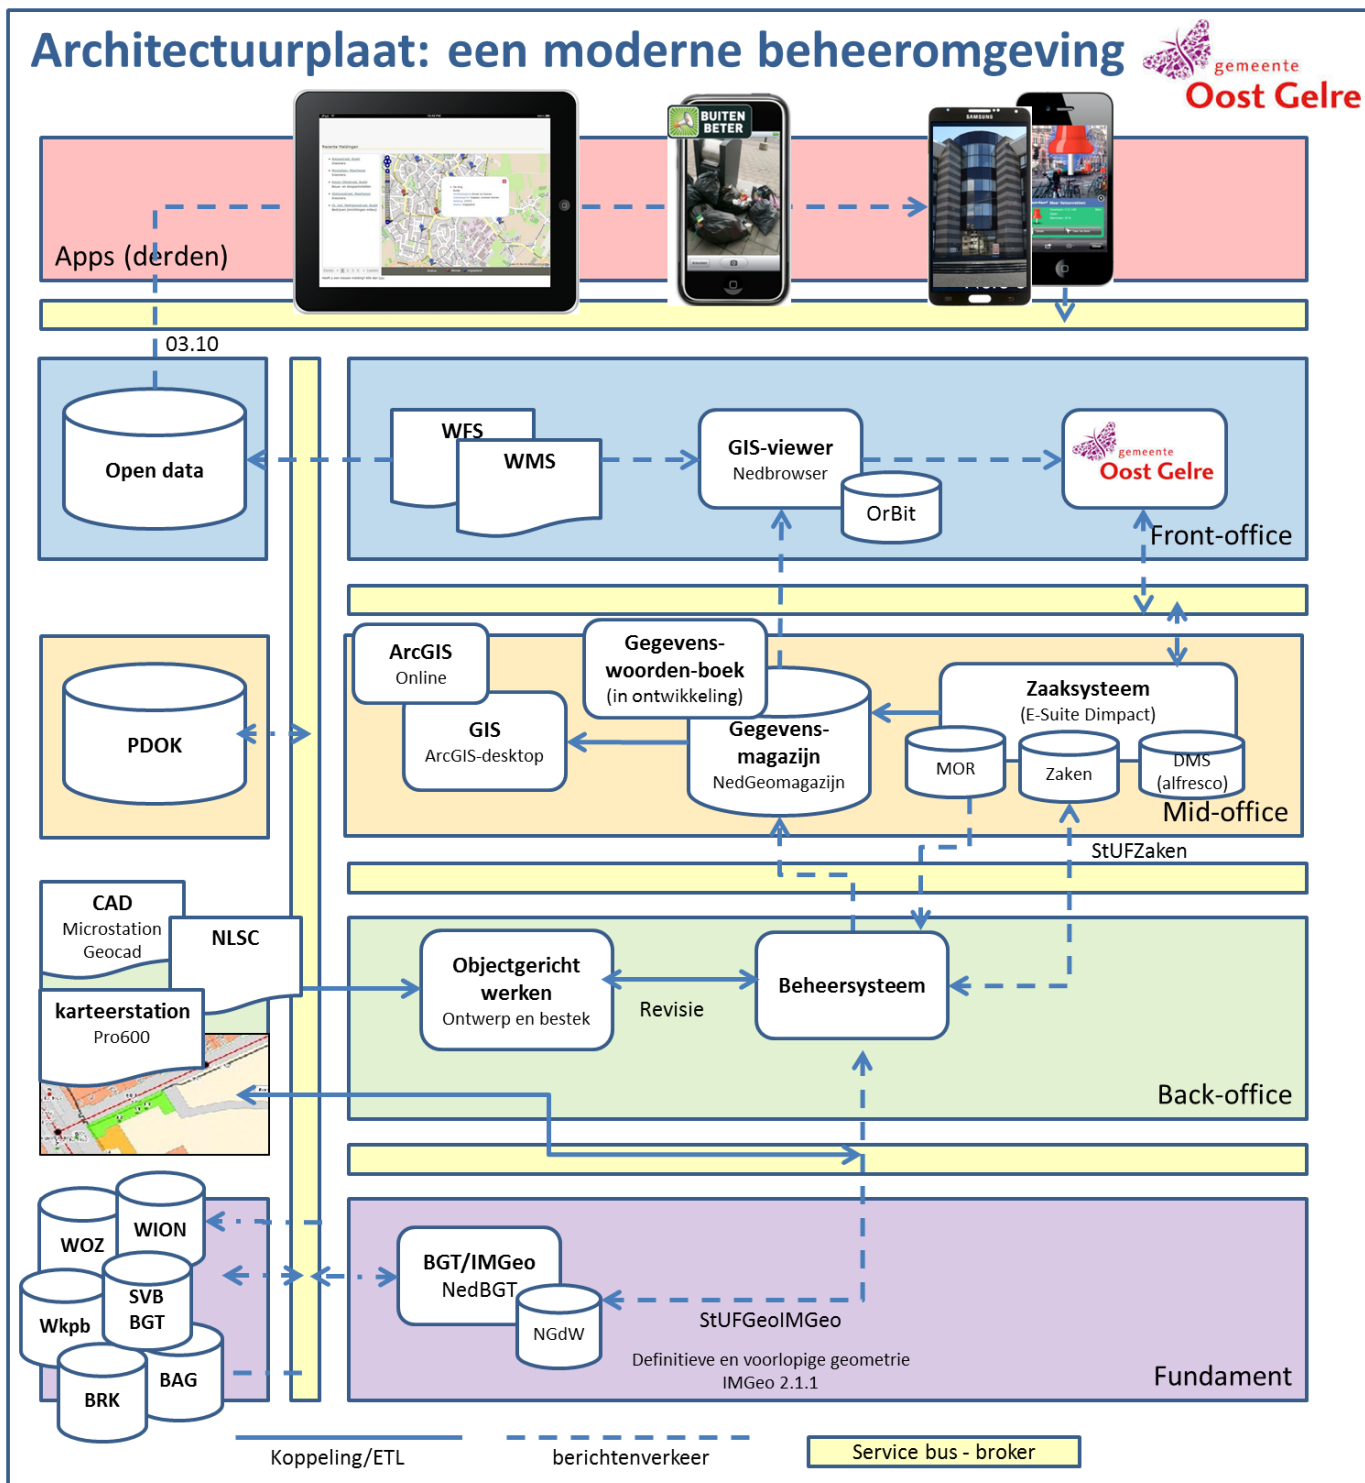 Architectuurplaat: een moderne beheeromgeving
gemeente
Oost Gelre
BUITEN
BETER
SAMSUNG
Recente Meldingen
Apps (derden)
03.10
Open data
WFS
WMS
GIS-viewer
Nedbrowser
OrBit
gemeente
Oost Gelre
Front-office
PDOK
ArcGIS
Online
GIS
ArcGIS-desktop
Gegevens-
woorden-boek
(in ontwikkeling)
Gegevens-
magazijn
NedGeomagazijn
Zaaksysteem
(E-Suite Dimpact)
MOR
Zaken
DMS
(alfresco)
Mid-office
StUFZaken
CAD
Microstation
Geocad
NLSC
karteerstation
Pro600
Objectgericht
werken
Ontwerp en bestek
Revisie
Beheersysteem
Back-office
WOZ
WION
SVB
BGT
Wkpb
BAG
BRK
BGT/IMGeo
NedBGT
NGdW
StUFGeoIMGeo
Definitieve en voorlopige geometrie
IMGeo 2.1.1
Fundament
Koppeling/ETL
berichtenverkeer
Service bus - broker